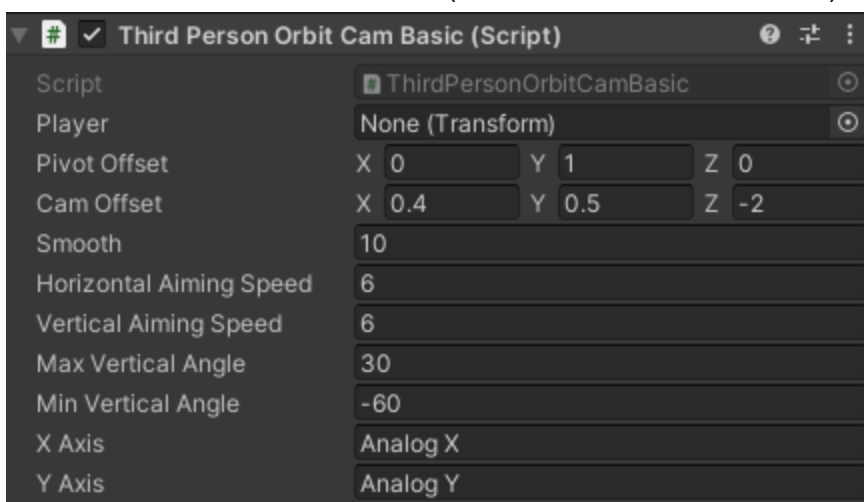 Third Person Orbit Cam Basic (Script)
Script ThirdPersonOrbitCamBasic
Player None (Transform)
Pivot Offset X 0 Y 1 Z 0
Cam Offset X 0.4 Y 0.5 Z -2
Smooth 10
Horizontal Aiming Speed 6
Vertical Aiming Speed 6
Max Vertical Angle 30
Min Vertical Angle -60
X Axis Analog X
Y Axis Analog Y